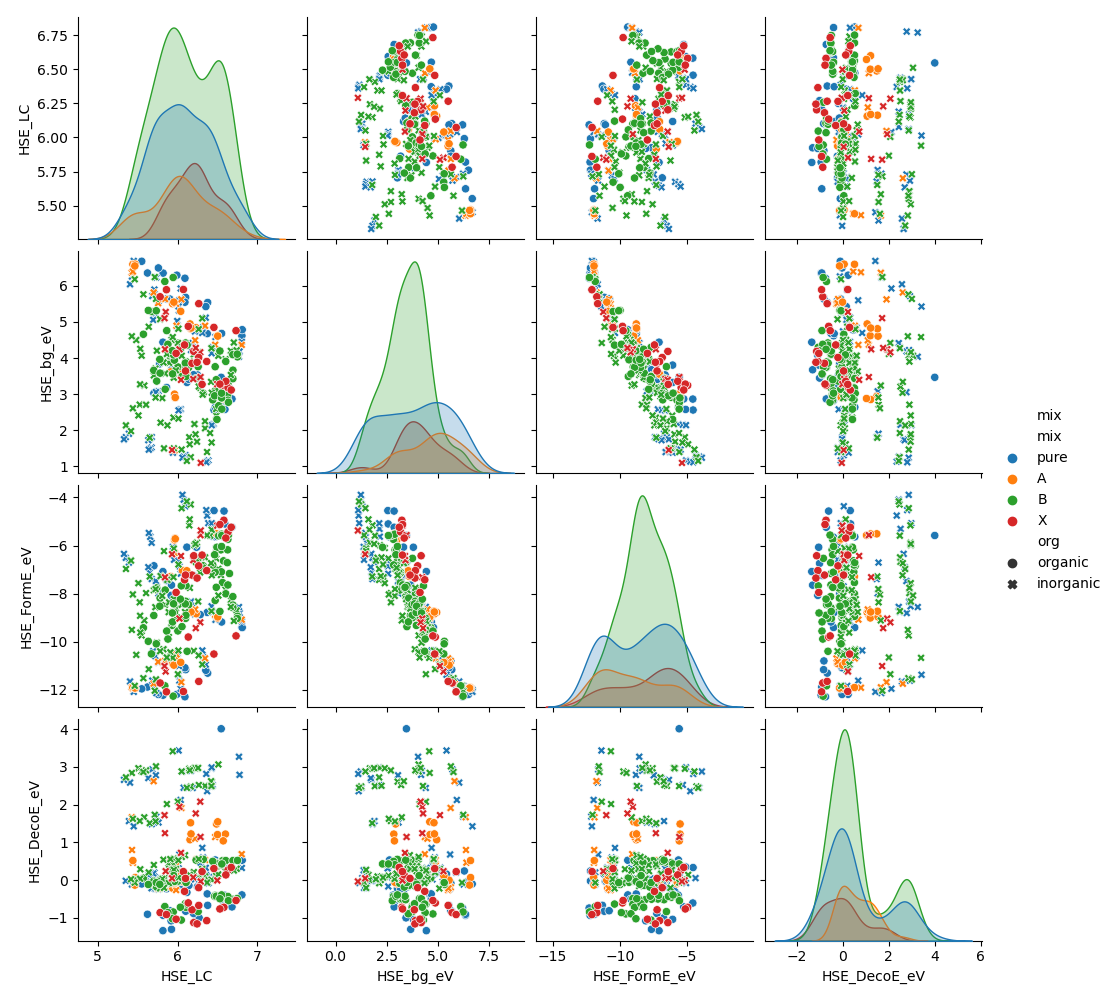 HSE_LC
6.75
6.50
6.25
6.00
5.75
5.50
HSE_bg_eV
6
5
4
3
2
1
HSE_FormE_eV
−4
−6
−8
−10
−12
HSE_DecoE_eV
4
3
2
1
0
−1
5 6 7
HSE_LC
0.0 2.5 5.0 7.5
HSE_bg_eV
−15 −10 −5
HSE_FormE_eV
−2 0 2 4 6
HSE_DecoE_eV
mix
mix
pure
A
B
X
org
organic
inorganic